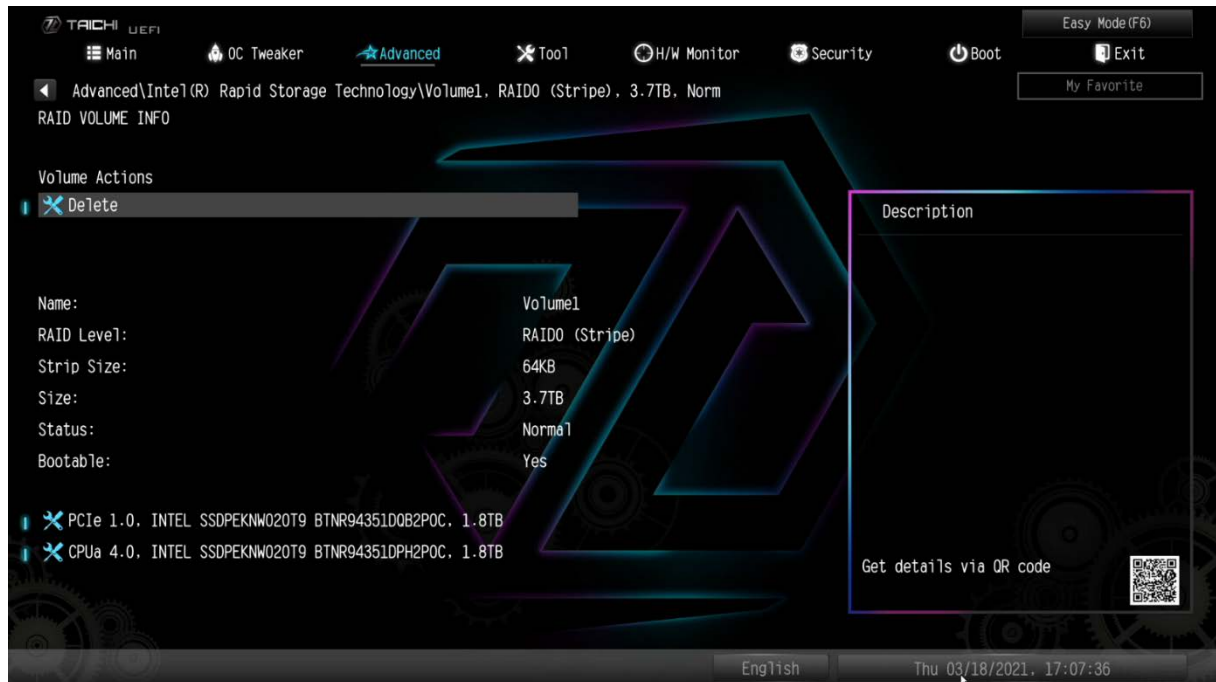 TAICHI UEFI
Easy Mode(F6)
Main OC Tweaker Advanced Tool H/W Monitor Security Boot Exit
Advanced\Intel(R) Rapid Storage Technology\Volume1, RAID0 (Stripe), 3.7TB, Norm
My Favorite
RAID VOLUME INFO
Volume Actions
Delete
Description
Name: Volume1
RAID Level: RAID0 (Stripe)
Strip Size: 64KB
Size: 3.7TB
Status: Normal
Bootable: Yes
PCIe 1.0, INTEL SSDPEKNW020T9 BTNR94351DQB2P0C, 1.8TB
CPUa 4.0, INTEL SSDPEKNW020T9 BTNR94351DPH2P0C, 1.8TB
Get details via QR code
English
Thu 03/18/2021, 17:07:36